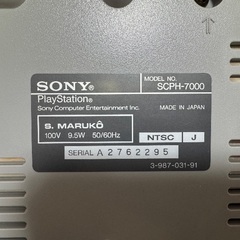 SONY
MODEL NO.
SCPH-7000
PlayStation®
Sony Computer Entertainment Inc.
MADE IN JAPAN
S. MARUKŌ
100V 9.5W 50/60Hz
NTSC J
SERIAL A 2762295
3-987-031-91